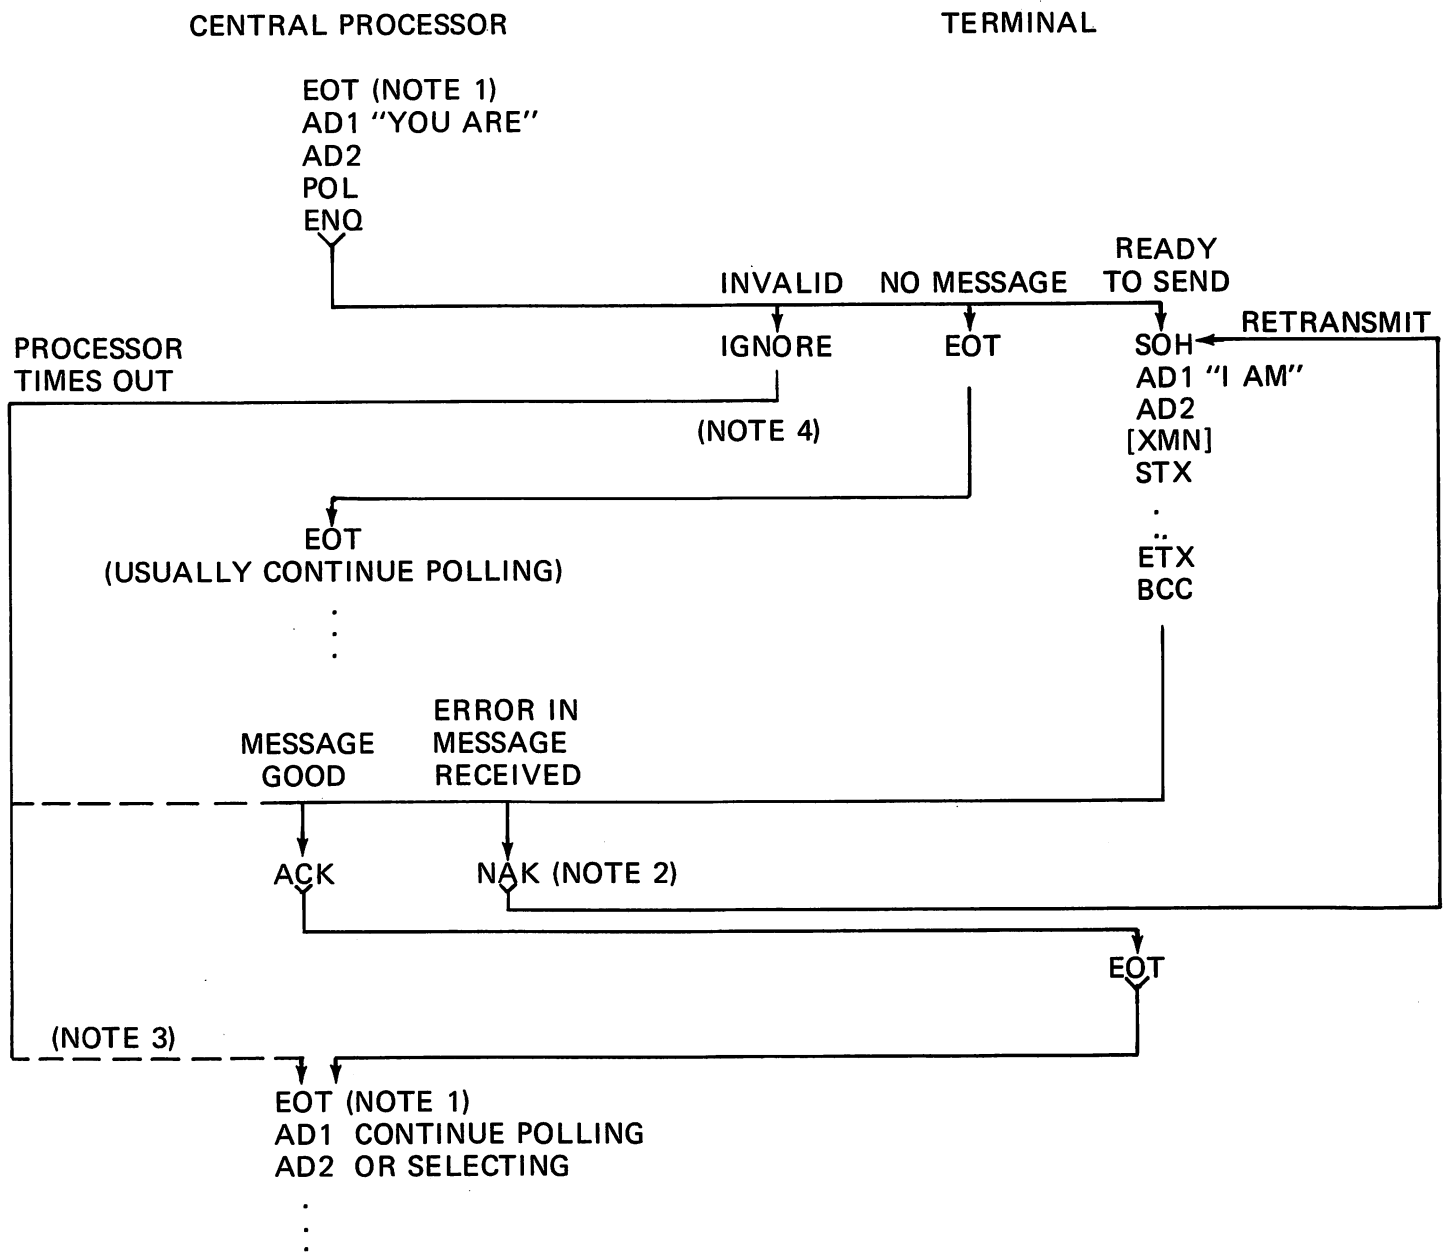 CENTRAL PROCESSOR
TERMINAL
EOT (NOTE 1)
AD1 "YOU ARE"
AD2
POL
ENQ
INVALID
NO MESSAGE
READY
TO SEND
RETRANSMIT
PROCESSOR
TIMES OUT
IGNORE
EOT
SOH
AD1 "I AM"
AD2
[XMN]
STX
ETX
BCC
(NOTE 4)
EOT
(USUALLY CONTINUE POLLING)
MESSAGE
GOOD
ERROR IN
MESSAGE
RECEIVED
ACK
NAK (NOTE 2)
EOT
(NOTE 3)
EOT (NOTE 1)
AD1 CONTINUE POLLING
AD2 OR SELECTING